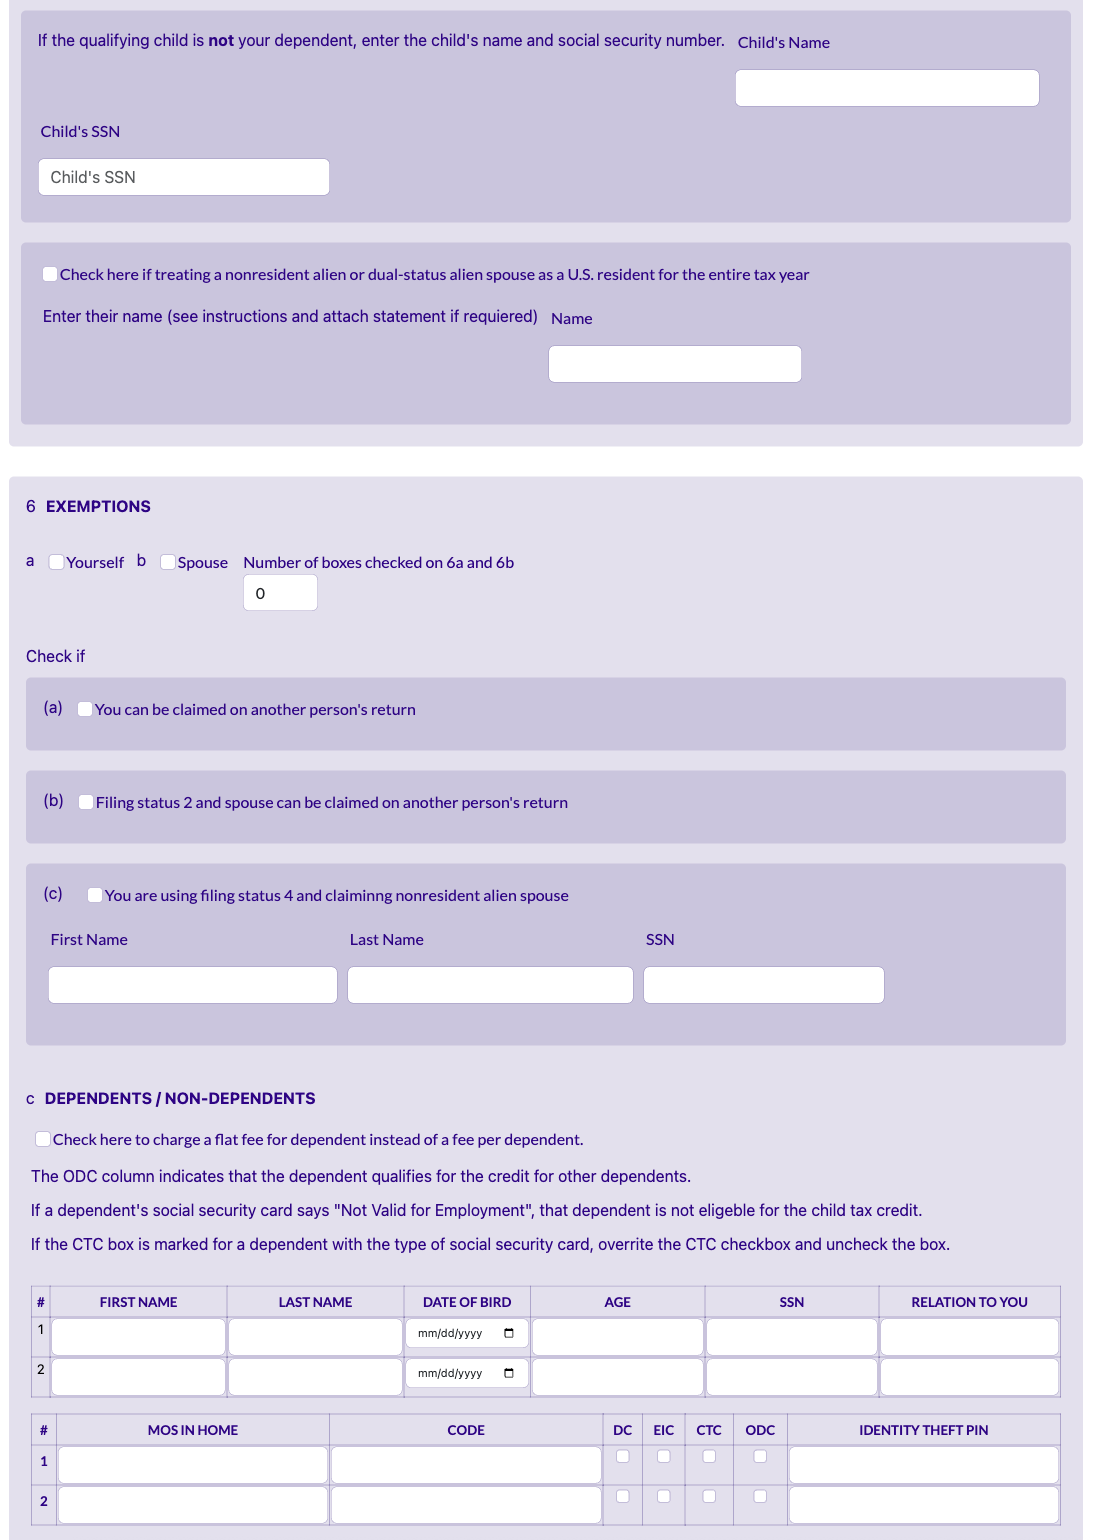 If the qualifying child is not your dependent, enter the child's name and social security number. Child's Name
Child's SSN
Child's SSN
Check here if treating a nonresident alien or dual-status alien spouse as a U.S. resident for the entire tax year
Enter their name (see instructions and attach statement if requiered) Name
6 EXEMPTIONS
a Yourself b Spouse Number of boxes checked on 6a and 6b
0
Check if
(a) You can be claimed on another person's return
(b) Filing status 2 and spouse can be claimed on another person's return
(c) You are using filing status 4 and claiminng nonresident alien spouse
First Name Last Name SSN
c DEPENDENTS / NON-DEPENDENTS
Check here to charge a flat fee for dependent instead of a fee per dependent.
The ODC column indicates that the dependent qualifies for the credit for other dependents.
If a dependent's social security card says "Not Valid for Employment", that dependent is not eligeble for the child tax credit.
If the CTC box is marked for a dependent with the type of social security card, overrite the CTC checkbox and uncheck the box.
# FIRST NAME LAST NAME DATE OF BIRD AGE SSN RELATION TO YOU
1 mm/dd/yyyy
2 mm/dd/yyyy
# MOS IN HOME CODE DC EIC CTC ODC IDENTITY THEFT PIN
1
2